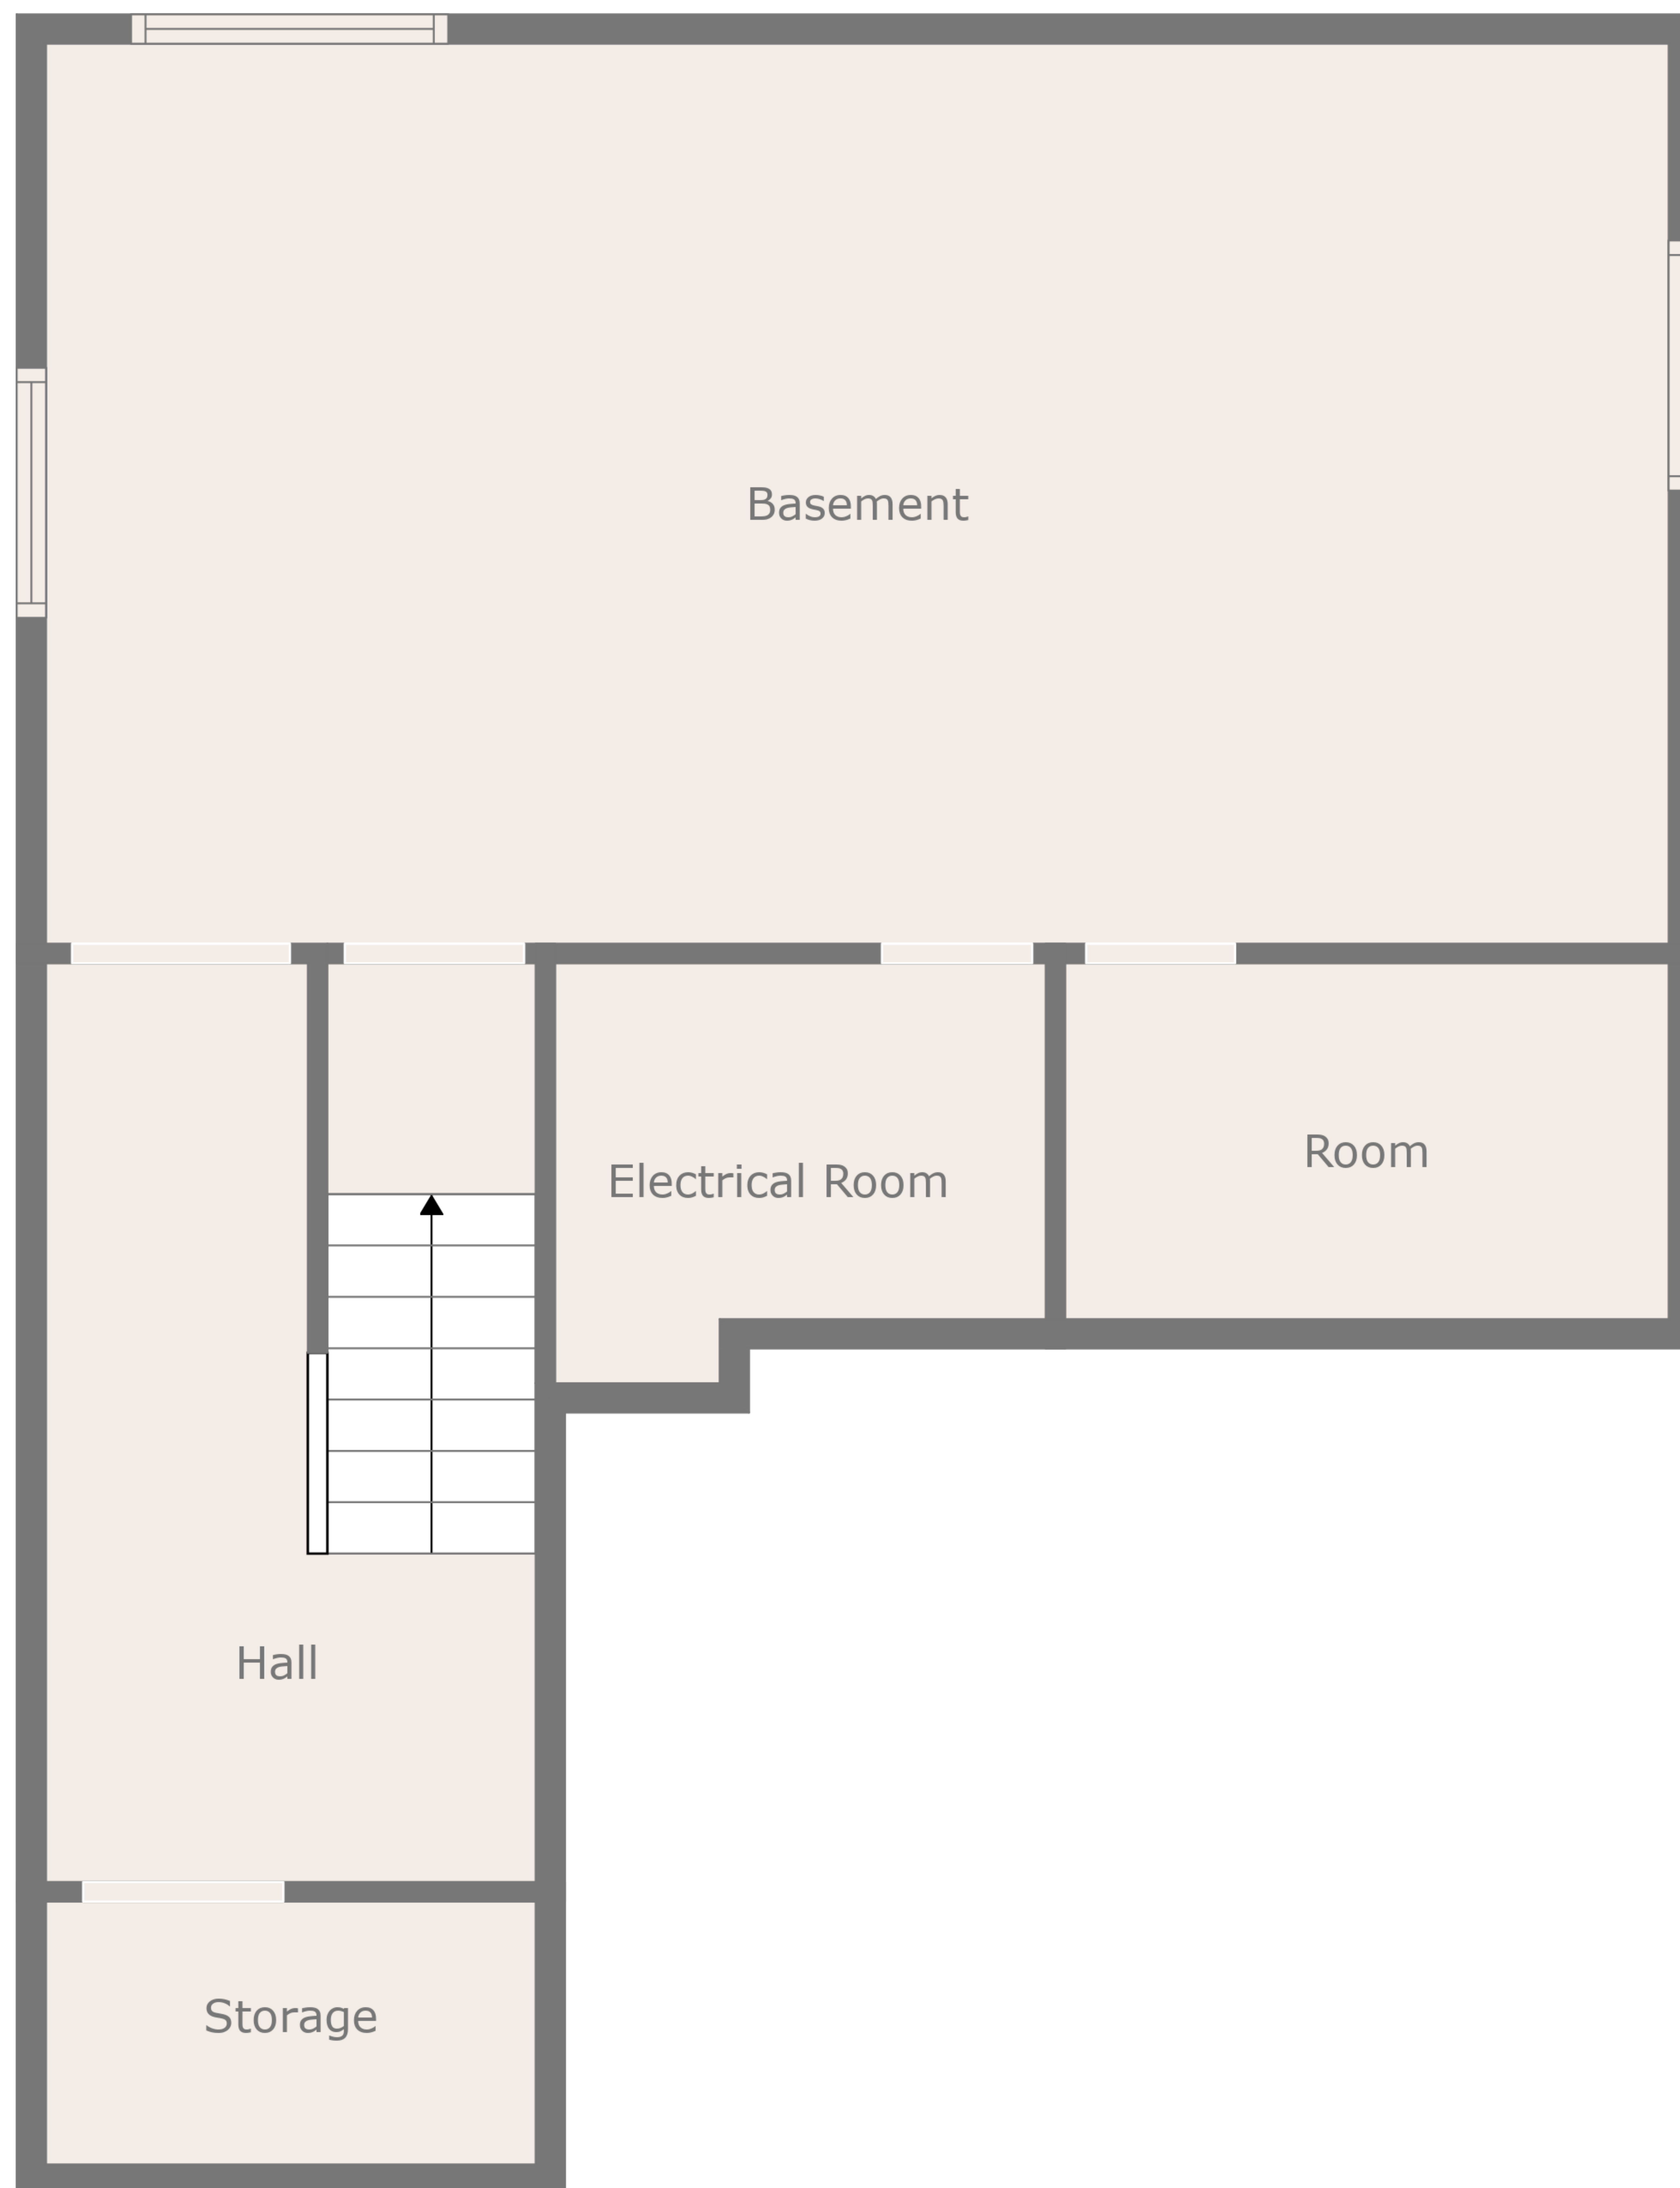 Basement
Electrical Room
Room
Hall
Storage